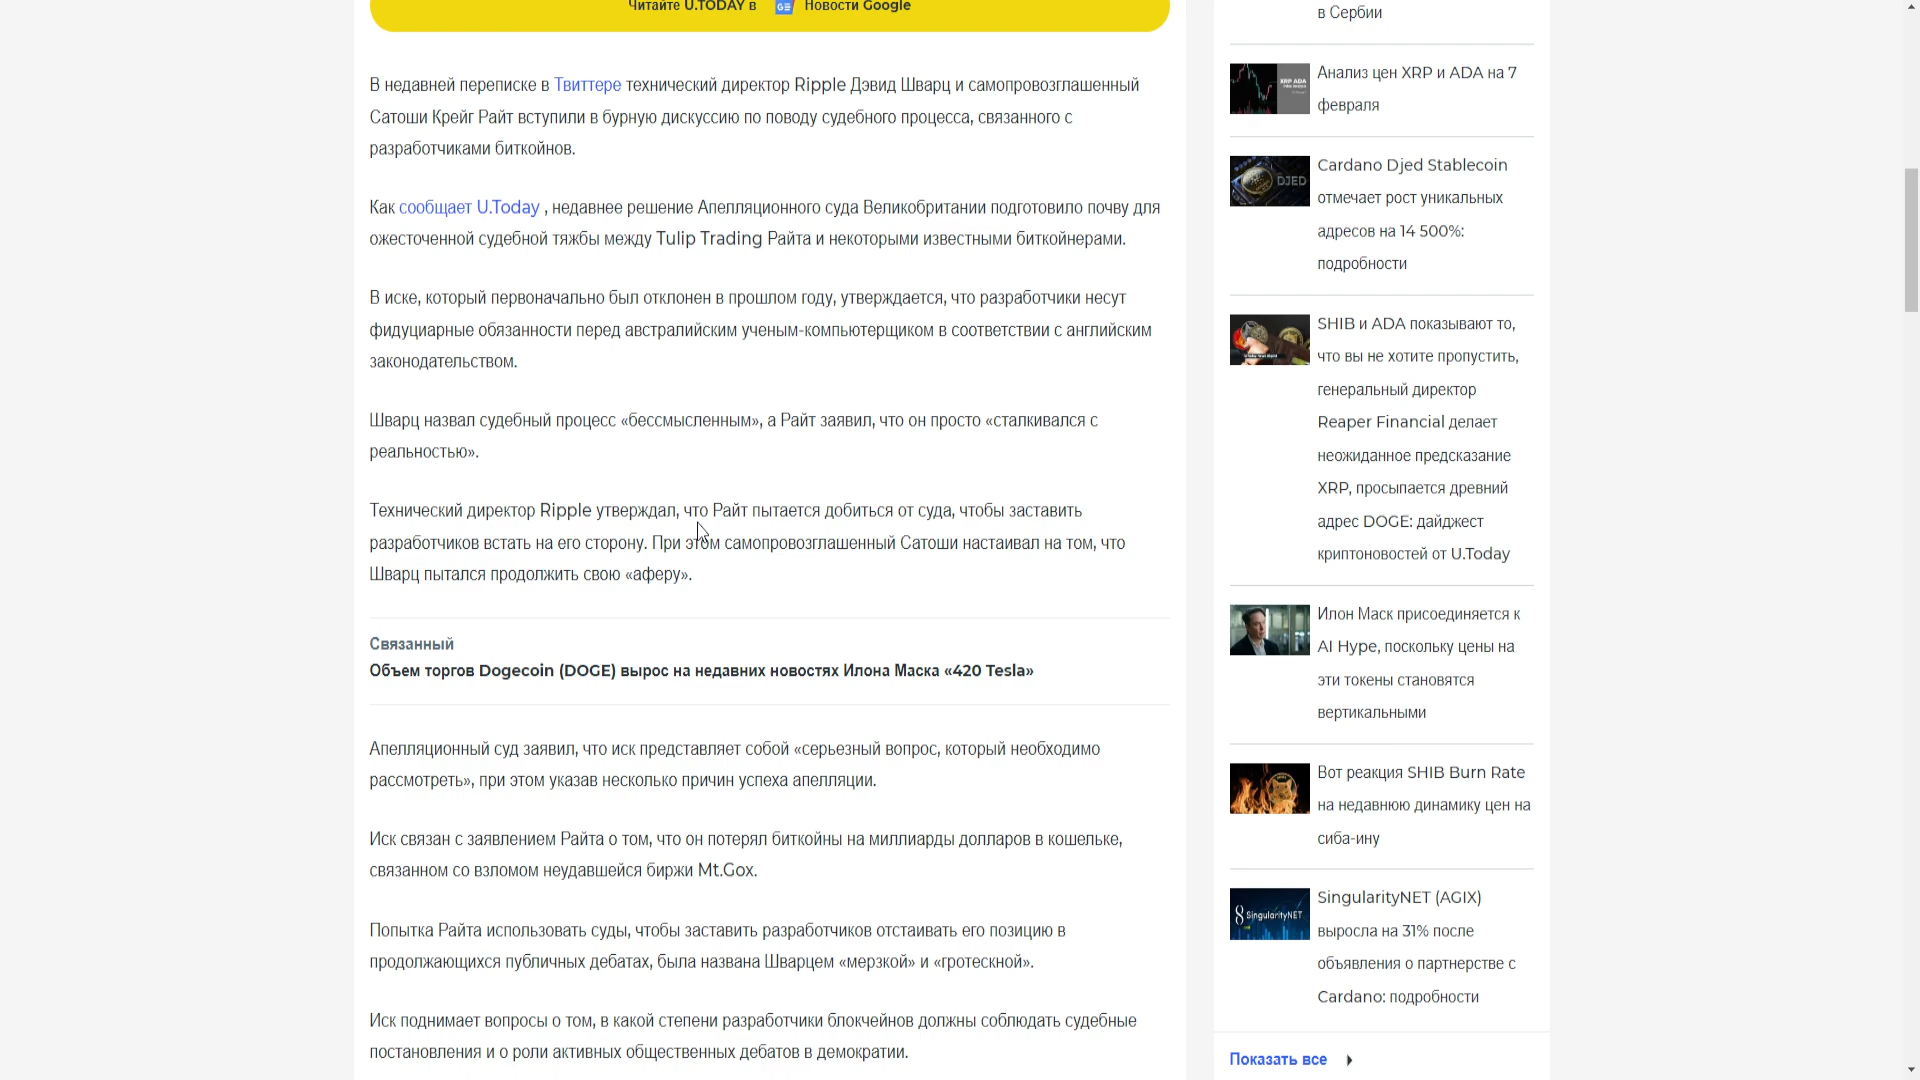 Читайте U.TODAY в Новости Google
В недавней переписке в Твиттере технический директор Ripple Дэвид Шварц и самопровозглашенный
Сатоши Крейг Райт вступили в бурную дискуссию по поводу судебного процесса, связанного с
разработчиками биткойнов.
Как сообщает U.Today , недавнее решение Апелляционного суда Великобритании подготовило почву для
ожесточенной судебной тяжбы между Tulip Trading Райта и некоторыми известными биткойнерами.
В иске, который первоначально был отклонен в прошлом году, утверждается, что разработчики несут
фидуциарные обязанности перед австралийским ученым-компьютерщиком в соответствии с английским
законодательством.
Шварц назвал судебный процесс «бессмысленным», а Райт заявил, что он просто «сталкивался с
реальностью».
Технический директор Ripple утверждал, что Райт пытается добиться от суда, чтобы заставить
разработчиков встать на его сторону. При этом самопровозглашенный Сатоши настаивал на том, что
Шварц пытался продолжить свою «аферу».
Связанный
Объем торгов Dogecoin (DOGE) вырос на недавних новостях Илона Маска «420 Tesla»
Апелляционный суд заявил, что иск представляет собой «серьезный вопрос, который необходимо
рассмотреть», при этом указав несколько причин успеха апелляции.
Иск связан с заявлением Райта о том, что он потерял биткойны на миллиарды долларов в кошельке,
связанном со взломом неудавшейся биржи Mt.Gox.
Попытка Райта использовать суды, чтобы заставить разработчиков отстаивать его позицию в
продолжающихся публичных дебатах, была названа Шварцем «мерзкой» и «гротескной».
Иск поднимает вопросы о том, в какой степени разработчики блокчейнов должны соблюдать судебные
постановления и о роли активных общественных дебатов в демократии.
в Сербии
XRP ADA
Анализ цен XRP и ADA на 7
февраля
DJED
Cardano Djed Stablecoin
отмечает рост уникальных
адресов на 14 500%:
подробности
SHIB и ADA показывают то,
что вы не хотите пропустить,
генеральный директор
Reaper Financial делает
неожиданное предсказание
XRP, просыпается древний
адрес DOGE: дайджест
криптоновостей от U.Today
Илон Маск присоединяется к
AI Hype, поскольку цены на
эти токены становятся
вертикальными
Вот реакция SHIB Burn Rate
на недавнюю динамику цен на
сиба-ину
SingularityNET
SingularityNET (AGIX)
выросла на 31% после
объявления о партнерстве с
Cardano: подробности
Показать все